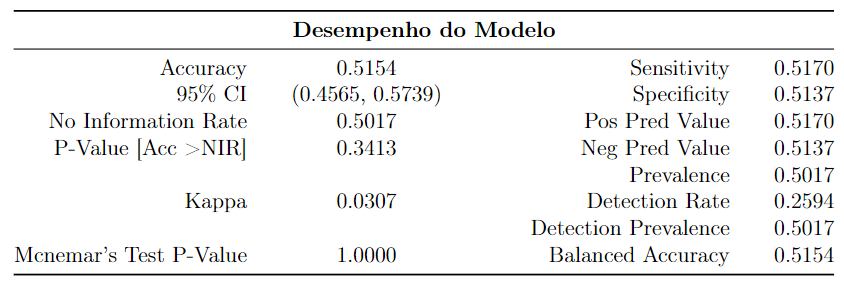 Desempenho do Modelo
Accuracy 0.5154 Sensitivity 0.5170
95% CI (0.4565, 0.5739) Specificity 0.5137
No Information Rate 0.5017 Pos Pred Value 0.5170
P-Value [Acc >NIR] 0.3413 Neg Pred Value 0.5137
Prevalence 0.5017
Kappa 0.0307 Detection Rate 0.2594
Detection Prevalence 0.5017
Mcnemar's Test P-Value 1.0000 Balanced Accuracy 0.5154